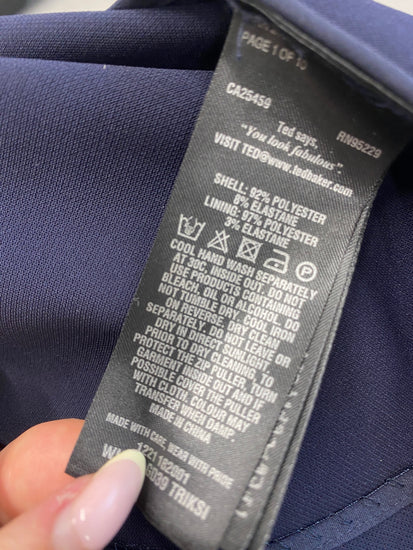 PAGE 1 OF 10
CA25459
RN95229
Ted says,
"You look fabulous".
VISIT TED@www.tedbaker.com
SHELL: 92% POLYESTER
8% ELASTANE
LINING: 97% POLYESTER
3% ELASTANE
COOL HAND WASH SEPARATELY
AT 30C, INSIDE OUT. DO NOT
USE PRODUCTS CONTAINING
BLEACH, OIL OR ALCOHOL. DO
NOT TUMBLE DRY. COOL IRON
ON REVERSE. DRY CLEAN
SEPARATELY. DO NOT LEAVE OR
DRY IN DIRECT SUNLIGHT.
PRIOR TO DRY CLEANING
PROTECT THE ZIP PULLER, TURN
GARMENT INSIDE OUT AND IF
POSSIBLE COVER THE PULLER
WITH CLOTH. COLOUR MAY
TRANSFER WHEN DAMP.
MADE IN CHINA
MADE WITH CARE, WEAR WITH PRIDE
TRIKSI